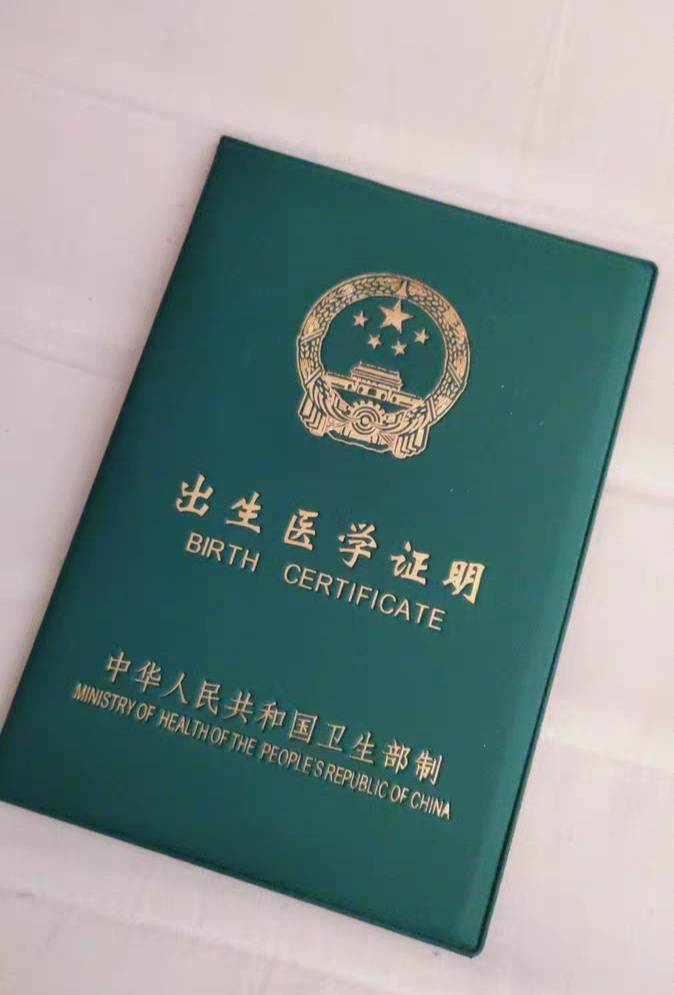 出生医学证明
BIRTH CERTIFICATE
中华人民共和国卫生部制
MINISTRY OF HEALTH OF THE PEOPLE'S REPUBLIC OF CHINA